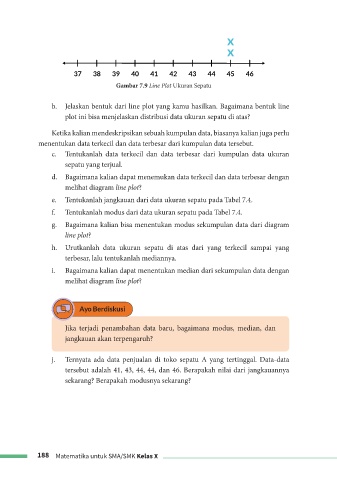 X
X
37 38 39 40 41 42 43 44 45 46
Gambar 7.9 Line Plot Ukuran Sepatu
b. Jelaskan bentuk dari line plot yang kamu hasilkan. Bagaimana bentuk line
plot ini bisa menjelaskan distribusi data ukuran sepatu di atas?
Ketika kalian mendeskripsikan sebuah kumpulan data, biasanya kalian juga perlu
menentukan data terkecil dan data terbesar dari kumpulan data tersebut.
c. Tentukanlah data terkecil dan data terbesar dari kumpulan data ukuran
sepatu yang terjual.
d. Bagaimana kalian dapat menemukan data terkecil dan data terbesar dengan
melihat diagram line plot?
e. Tentukanlah jangkauan dari data ukuran sepatu pada Tabel 7.4.
f. Tentukanlah modus dari data ukuran sepatu pada Tabel 7.4.
g. Bagaimana kalian bisa menentukan modus sekumpulan data dari diagram
line plot?
h. Urutkanlah data ukuran sepatu di atas dari yang terkecil sampai yang
terbesar, lalu tentukanlah mediannya.
i. Bagaimana kalian dapat menentukan median dari sekumpulan data dengan
melihat diagram line plot?
Ayo Berdiskusi
Jika terjadi penambahan data baru, bagaimana modus, median, dan
jangkauan akan terpengaruh?
j. Ternyata ada data penjualan di toko sepatu A yang tertinggal. Data-data
tersebut adalah 41, 43, 44, 44, dan 46. Berapakah nilai dari jangkauannya
sekarang? Berapakah modusnya sekarang?
188 Matematika untuk SMA/SMK Kelas X